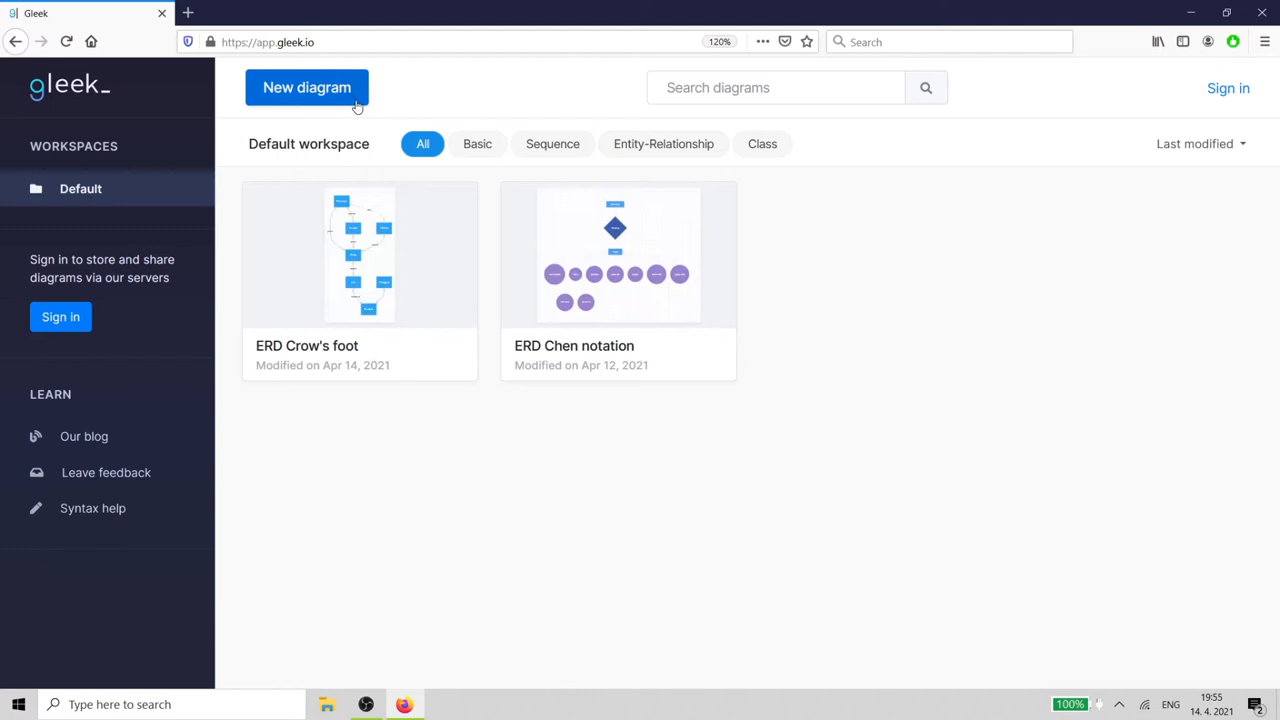 Gleek
https://app.gleek.io
120%
Search
gleek_
New diagram
Search diagrams
Sign in
WORKSPACES
Default workspace
All
Basic
Sequence
Entity-Relationship
Class
Last modified
Default
Sign in to store and share
diagrams via our servers
Sign in
ERD Crow's foot
Modified on Apr 14, 2021
ERD Chen notation
Modified on Apr 12, 2021
LEARN
Our blog
Leave feedback
Syntax help
Type here to search
100%
ENG
19:55
14. 4. 2021
2